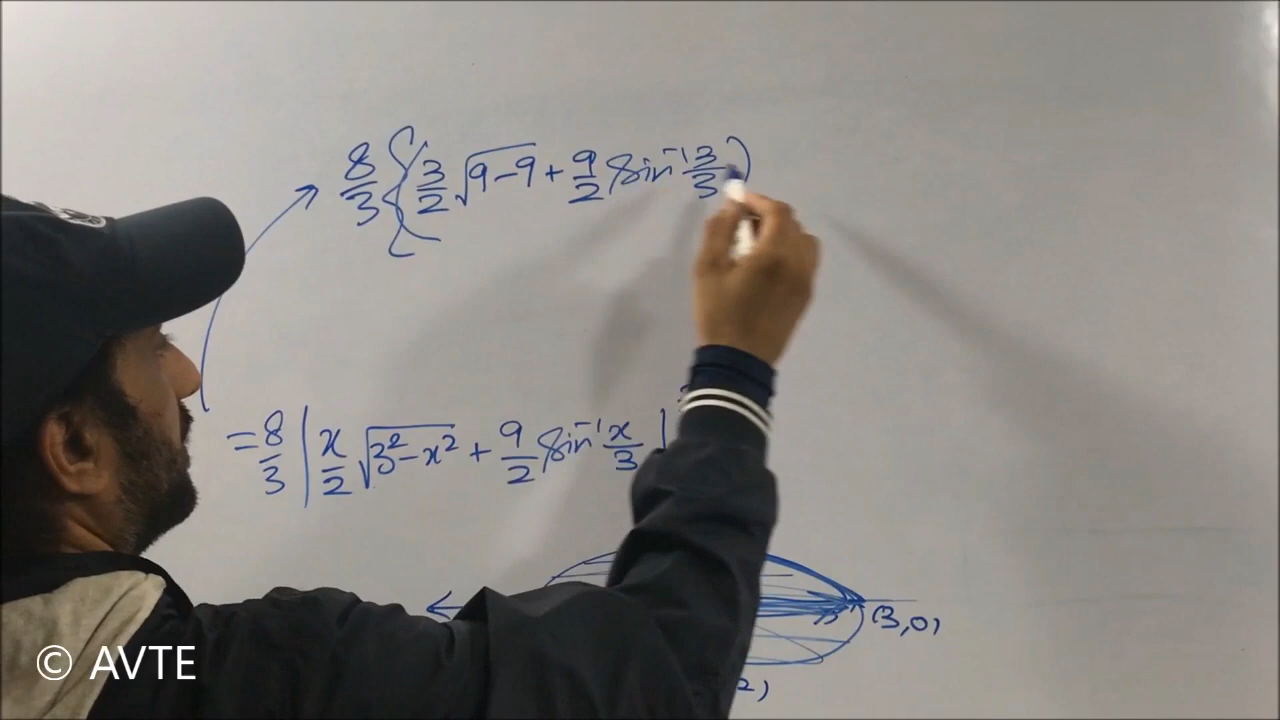 8/3 { ( 3/2 √(9-9) + 9/2 Sin⁻¹ 3/3 )
= 8/3 | x/2 √(3²-x²) + 9/2 Sin⁻¹ x/3 |
(3,0)
2)
© AVTE